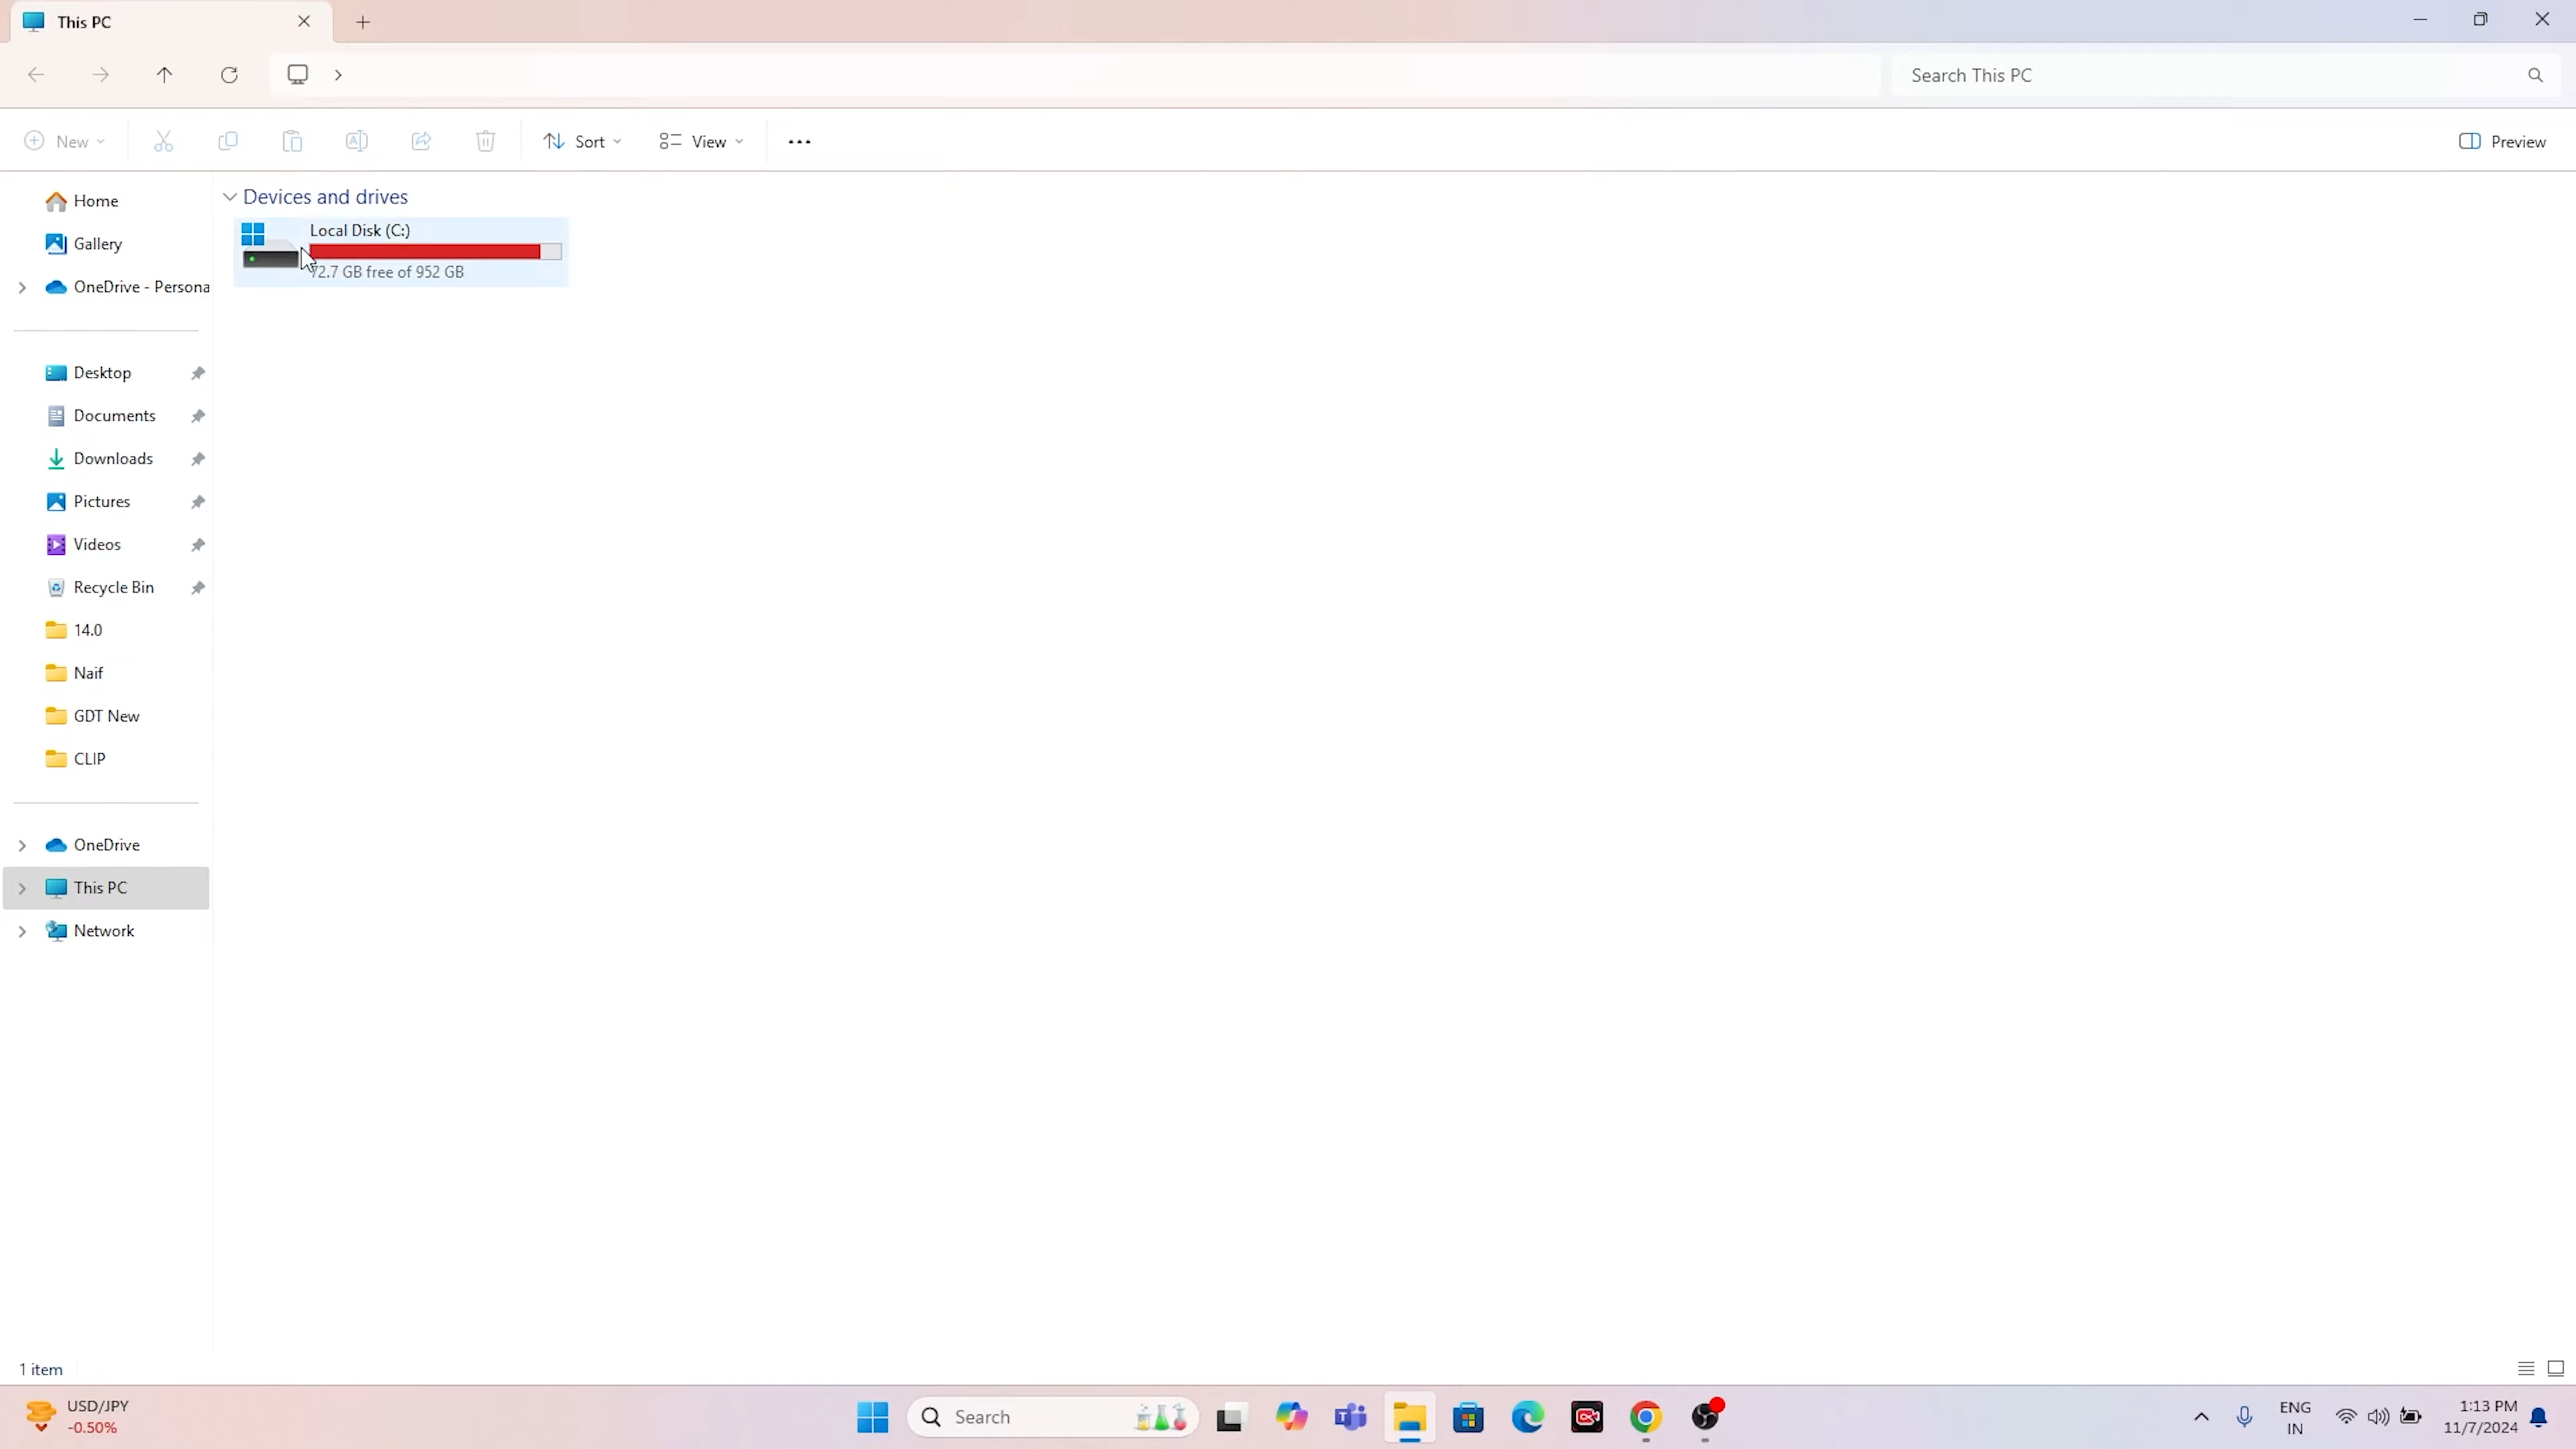 This PC
Search This PC
New
Sort
View
Preview
Home
Gallery
OneDrive - Persona
Desktop
Documents
Downloads
Pictures
Videos
Recycle Bin
14.0
Naif
GDT New
CLIP
OneDrive
This PC
Network
Devices and drives
Local Disk (C:)
72.7 GB free of 952 GB
1 item
USD/JPY
-0.50%
Search
ENG
IN
1:13 PM
11/7/2024